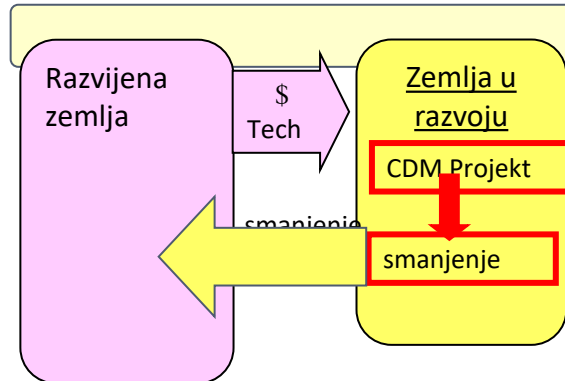 Razvijena
zemlja
$
Tech
Zemlja u
razvoju
CDM Projekt
smanjenje
smanjenje